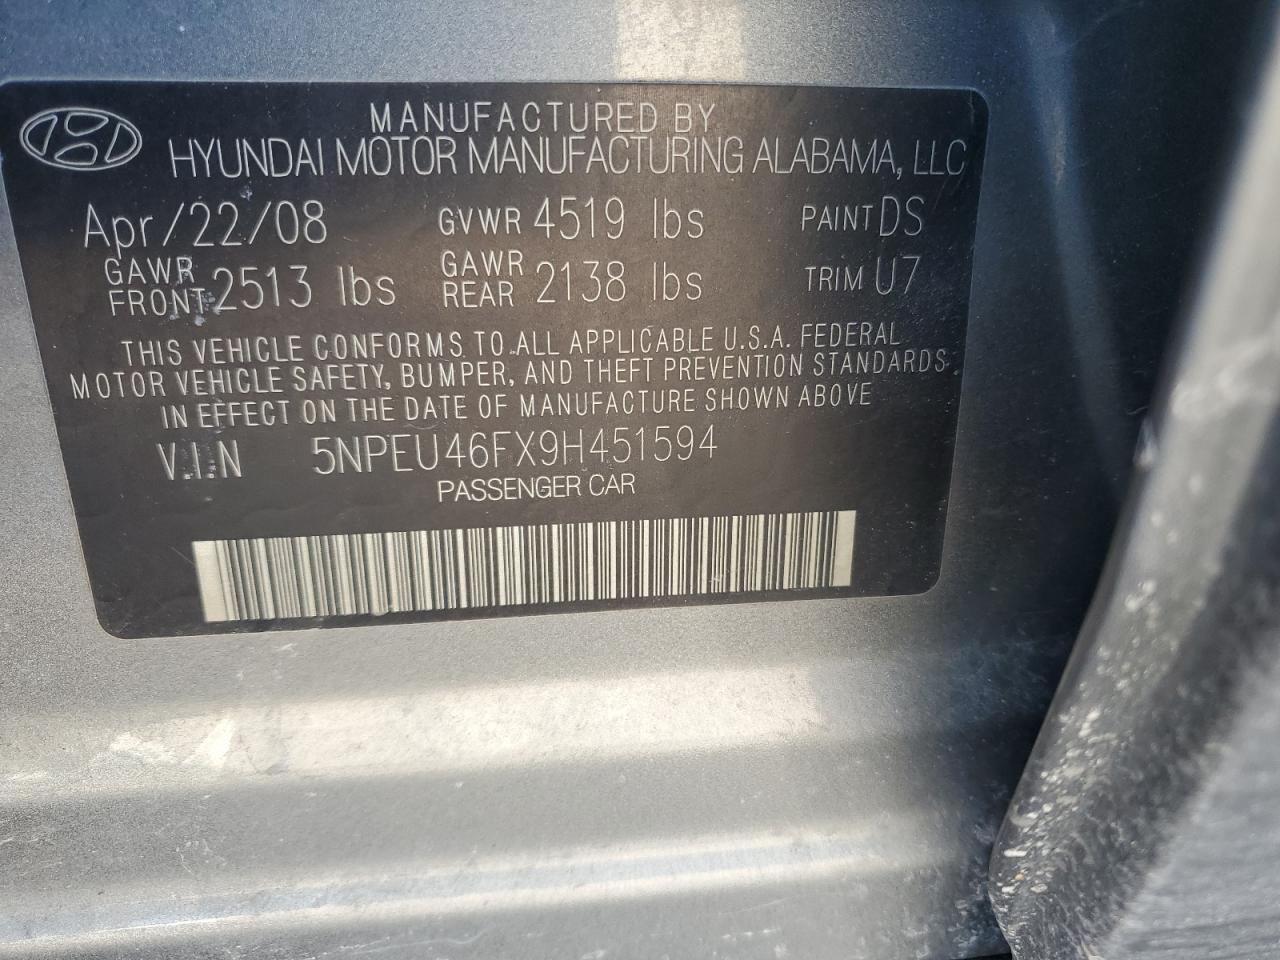 MANUFACTURED BY
HYUNDAI MOTOR MANUFACTURING ALABAMA, LLC
Apr/22/08 GVWR 4519 lbs PAINT DS
GAWR FRONT 2513 lbs GAWR REAR 2138 lbs TRIM U7
THIS VEHICLE CONFORMS TO ALL APPLICABLE U.S.A. FEDERAL
MOTOR VEHICLE SAFETY, BUMPER, AND THEFT PREVENTION STANDARDS
IN EFFECT ON THE DATE OF MANUFACTURE SHOWN ABOVE
V.I.N 5NPEU46FX9H451594
PASSENGER CAR